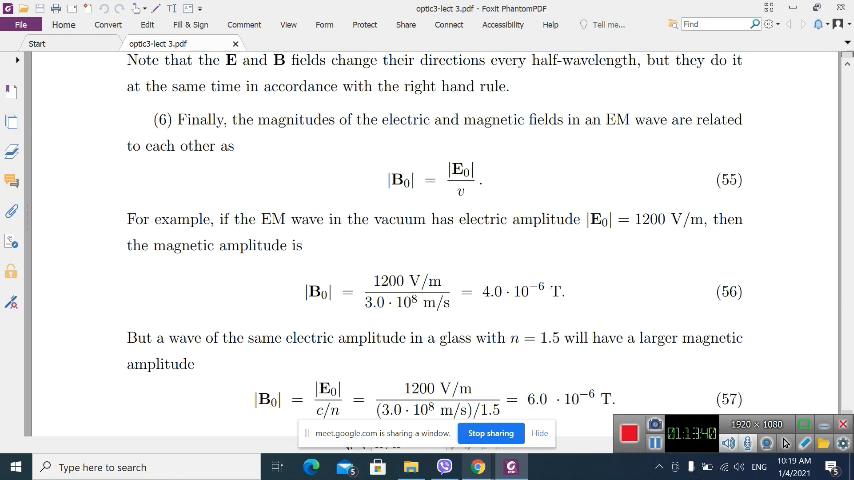 optic3-lect 3.pdf - Foxit PhantomPDF
File Home Convert Edit Fill & Sign Comment View Form Protect Share Connect Accessibility Help Tell me... Find
Start optic3-lect 3.pdf
Note that the E and B fields change their directions every half-wavelength, but they do it
at the same time in accordance with the right hand rule.
(6) Finally, the magnitudes of the electric and magnetic fields in an EM wave are related
to each other as
|B₀| = |E₀| / v . (55)
For example, if the EM wave in the vacuum has electric amplitude |E₀| = 1200 V/m, then
the magnetic amplitude is
|B₀| = 1200 V/m / 3.0 · 10⁸ m/s = 4.0 · 10⁻⁶ T. (56)
But a wave of the same electric amplitude in a glass with n = 1.5 will have a larger magnetic
amplitude
|B₀| = |E₀| / c/n = 1200 V/m / (3.0 · 10⁸ m/s)/1.5 = 6.0 · 10⁻⁶ T. (57)
meet.google.com is sharing a window. Stop sharing Hide
01:13:40 1920 × 1080
Type here to search
5
ENG
10:19 AM
1/4/2021
5